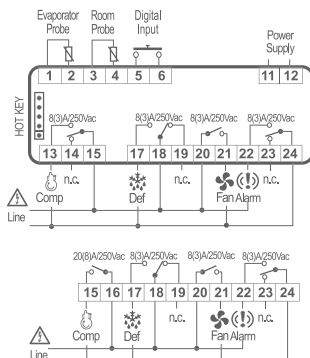 Evaporator Probe Room Probe Digital Input Power Supply
1 2 3 4 5 6 11 12
HOT KEY
8(3)A/250Vac 8(3)A/250Vac 8(3)A/250Vac 8(3)A/250Vac
13 14 15 17 18 19 20 21 22 23 24
Comp n.c. Def n.c. Fan Alarm n.c.
Line
20(8)A/250Vac 8(3)A/250Vac 8(3)A/250Vac 8(3)A/250Vac
15 16 17 18 19 20 21 22 23 24
Comp Def n.c. Fan Alarm n.c.
Line